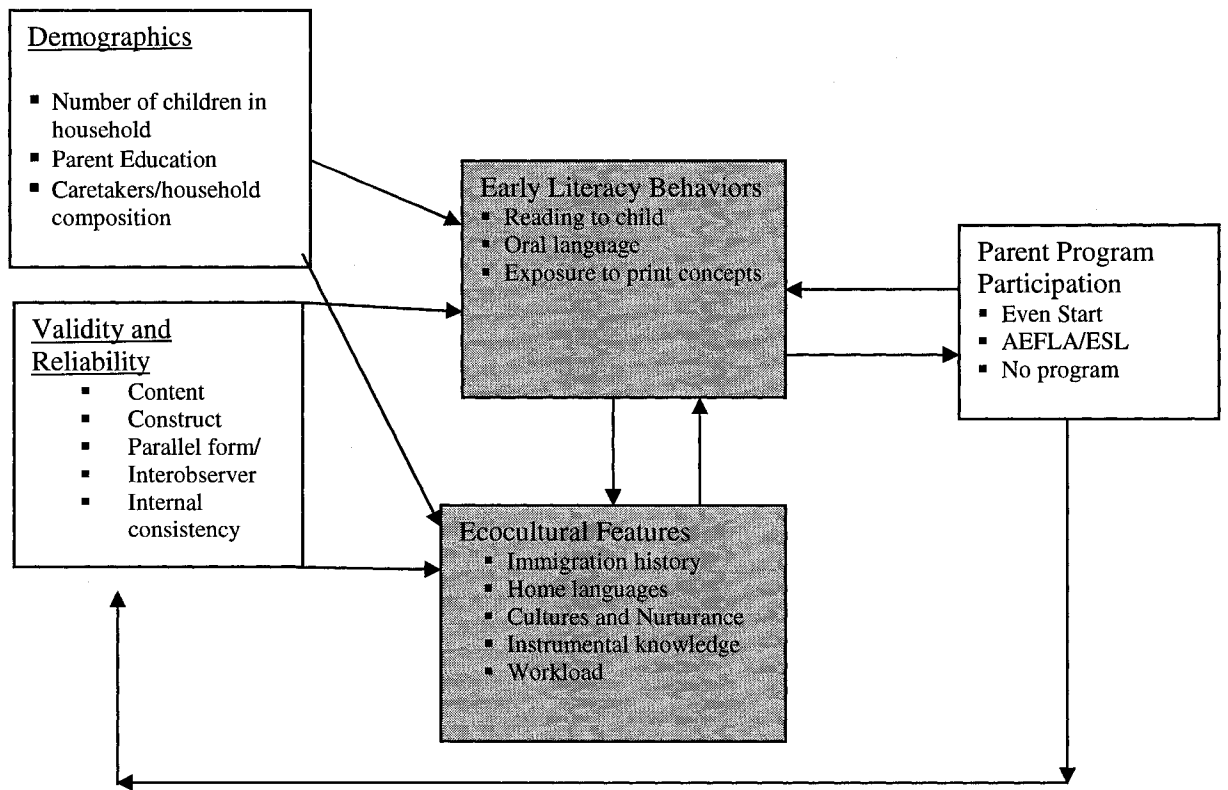 Demographics
▪ Number of children in
household
▪ Parent Education
▪ Caretakers/household
composition
Validity and
Reliability
▪ Content
▪ Construct
▪ Parallel form/
▪ Interobserver
▪ Internal
consistency
Early Literacy Behaviors
▪ Reading to child
▪ Oral language
▪ Exposure to print concepts
Ecocultural Features
▪ Immigration history
▪ Home languages
▪ Cultures and Nurturance
▪ Instrumental knowledge
▪ Workload
Parent Program
Participation
▪ Even Start
▪ AEFLA/ESL
▪ No program